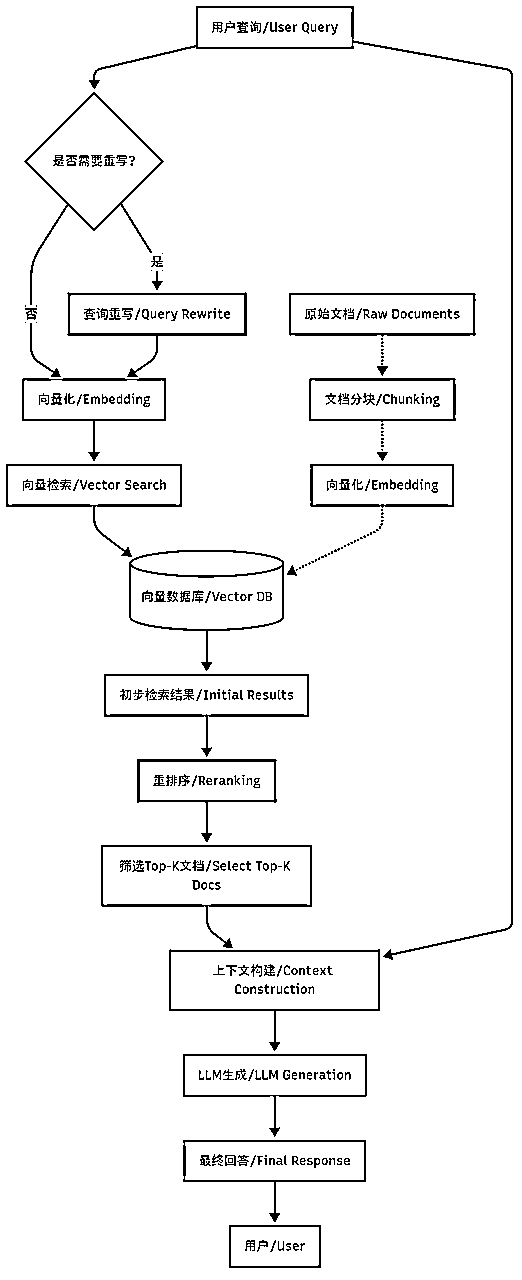 用户查询/User Query
是否需要重写?
是
否
查询重写/Query Rewrite
原始文档/Raw Documents
向量化/Embedding
文档分块/Chunking
向量检索/Vector Search
向量化/Embedding
向量数据库/Vector DB
初步检索结果/Initial Results
重排序/Reranking
筛选Top-K文档/Select Top-K
Docs
上下文构建/Context
Construction
LLM生成/LLM Generation
最终回答/Final Response
用户/User